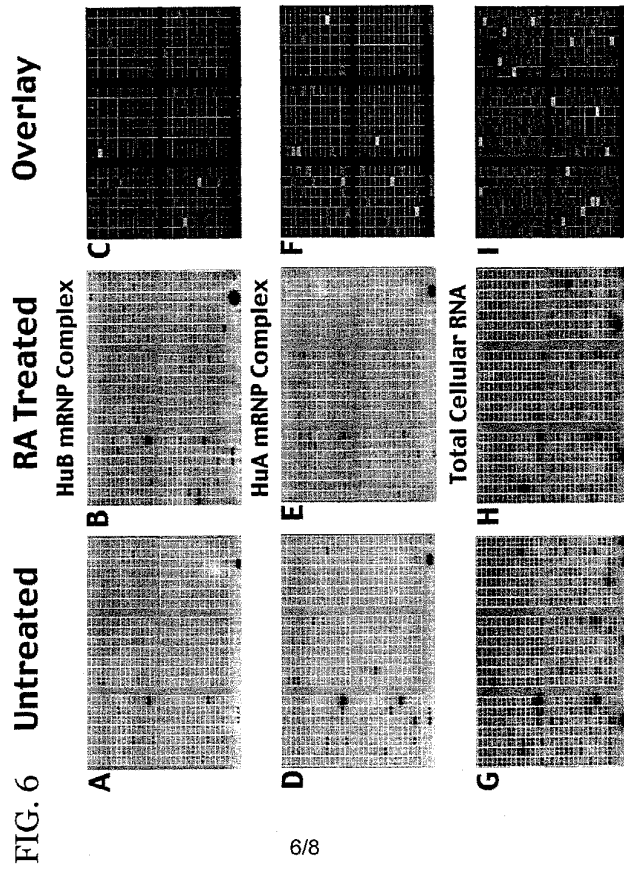 FIG. 6
Untreated
RA Treated
Overlay
HuB mRNP Complex
A
B
C
HuA mRNP Complex
D
E
F
Total Cellular RNA
G
H
I
6/8